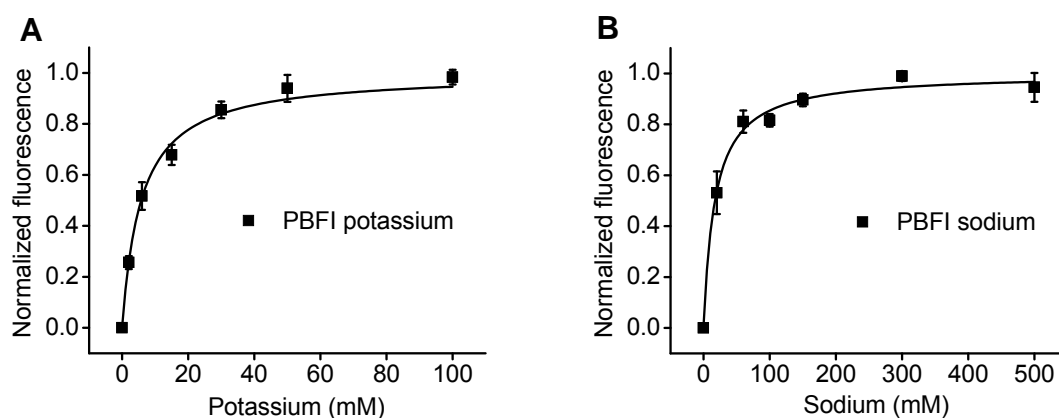 A
Normalized fluorescence
1.0
0.8
0.6
0.4
0.2
0.0
PBFI potassium
0 20 40 60 80 100
Potassium (mM)
B
Normalized fluorescence
1.0
0.8
0.6
0.4
0.2
0.0
PBFI sodium
0 100 200 300 400 500
Sodium (mM)